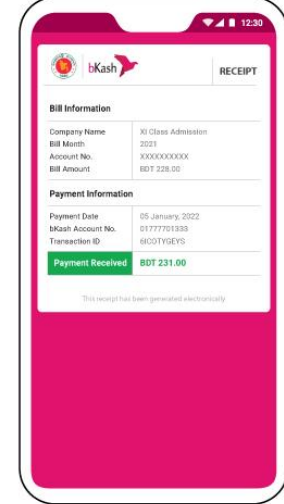 12:30
bKash
RECEIPT
Bill Information
Company Name XI Class Admission
Bill Month 2021
Account No. XXXXXXXXXX
Bill Amount BDT 228.00
Payment Information
Payment Date 05 January, 2022
bKash Account No. 01777701333
Transaction ID 6ICOTYGEYS
Payment Received BDT 231.00
This receipt has been generated electronically